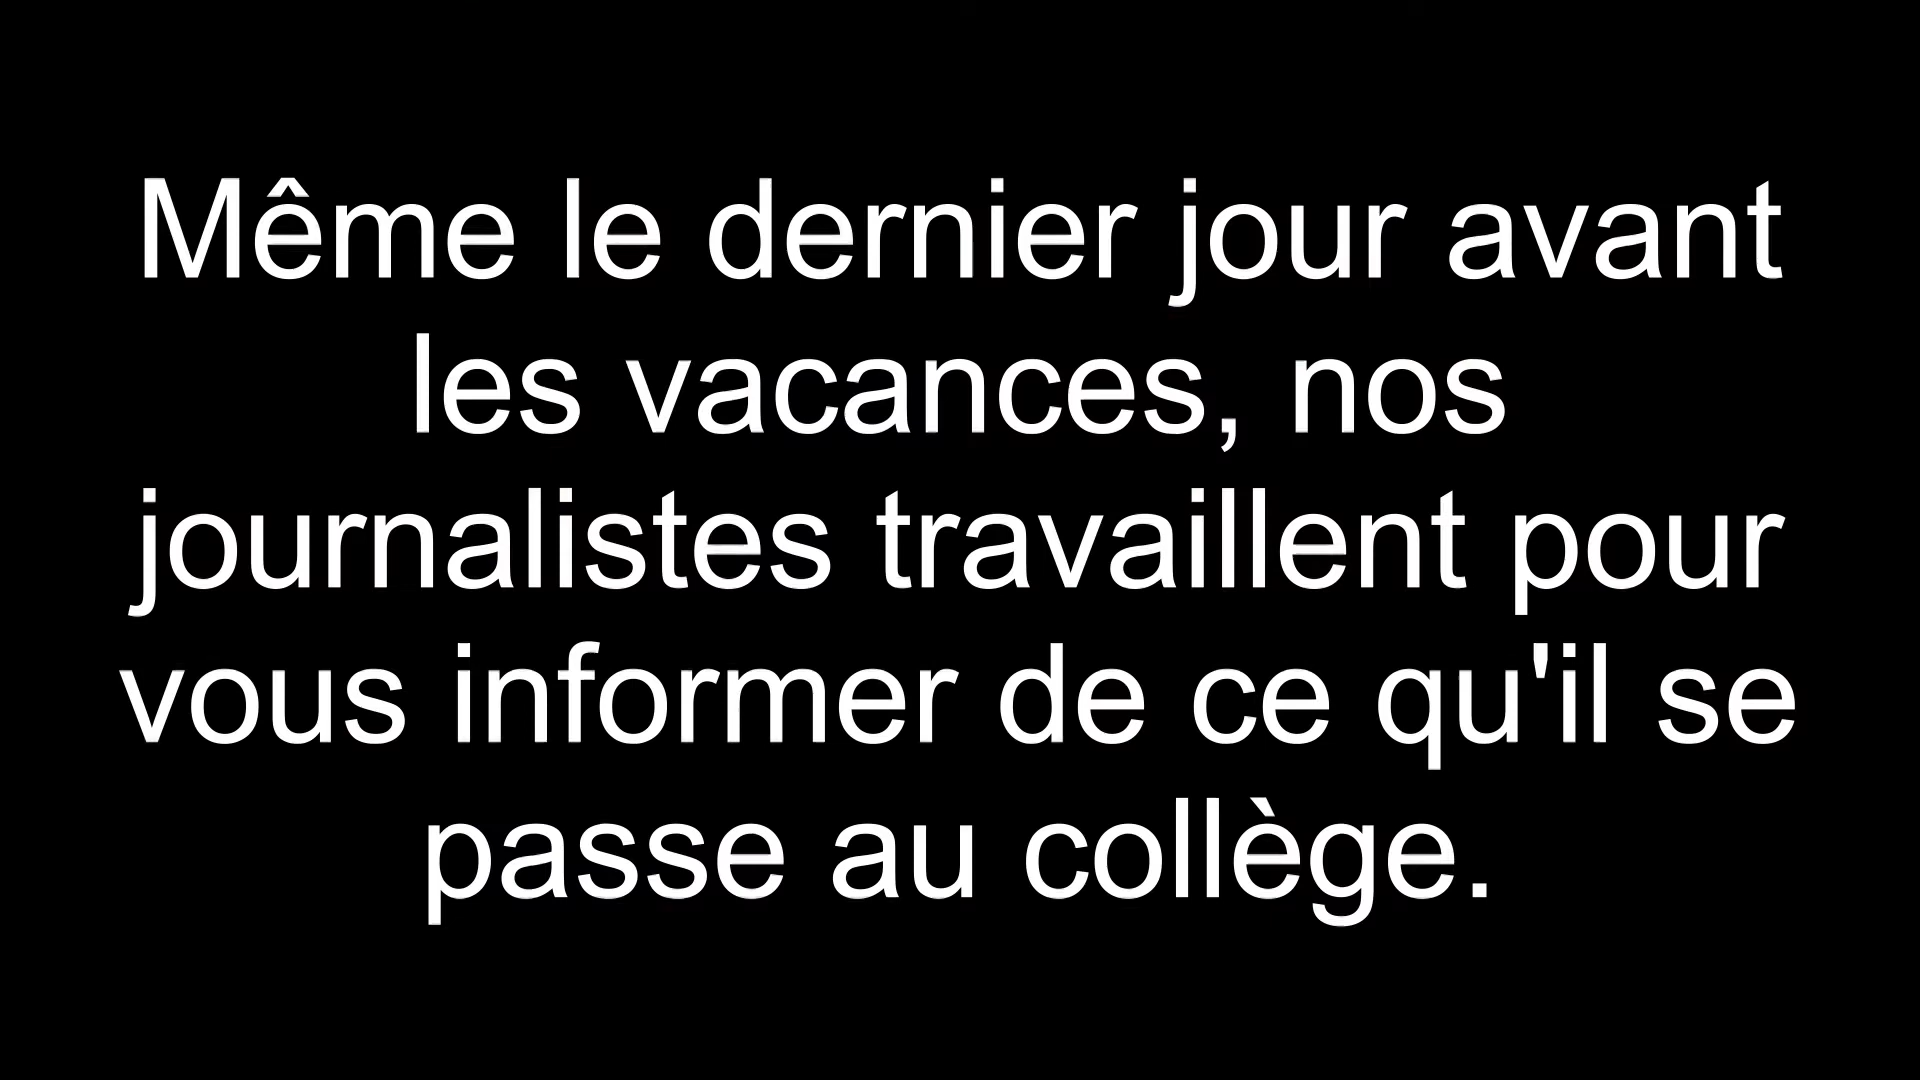 Même le dernier jour avant
les vacances, nos
journalistes travaillent pour
vous informer de ce qu'il se
passe au collège.